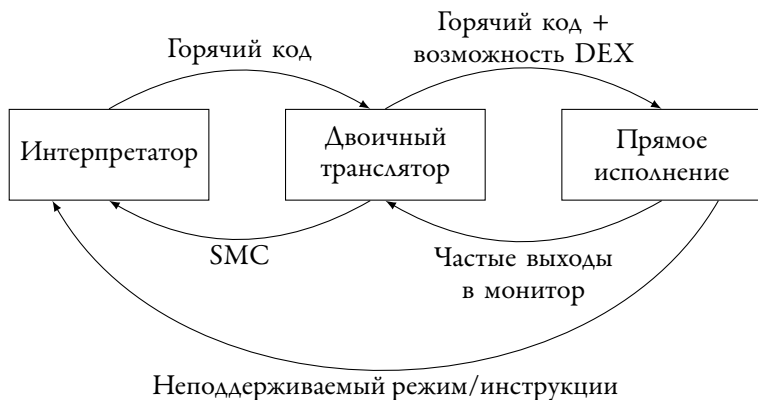 Горячий код +
возможность DEX
Горячий код
Интерпретатор
Двоичный
транслятор
Прямое
исполнение
SMC
Частые выходы
в монитор
Неподдерживаемый режим/инструкции